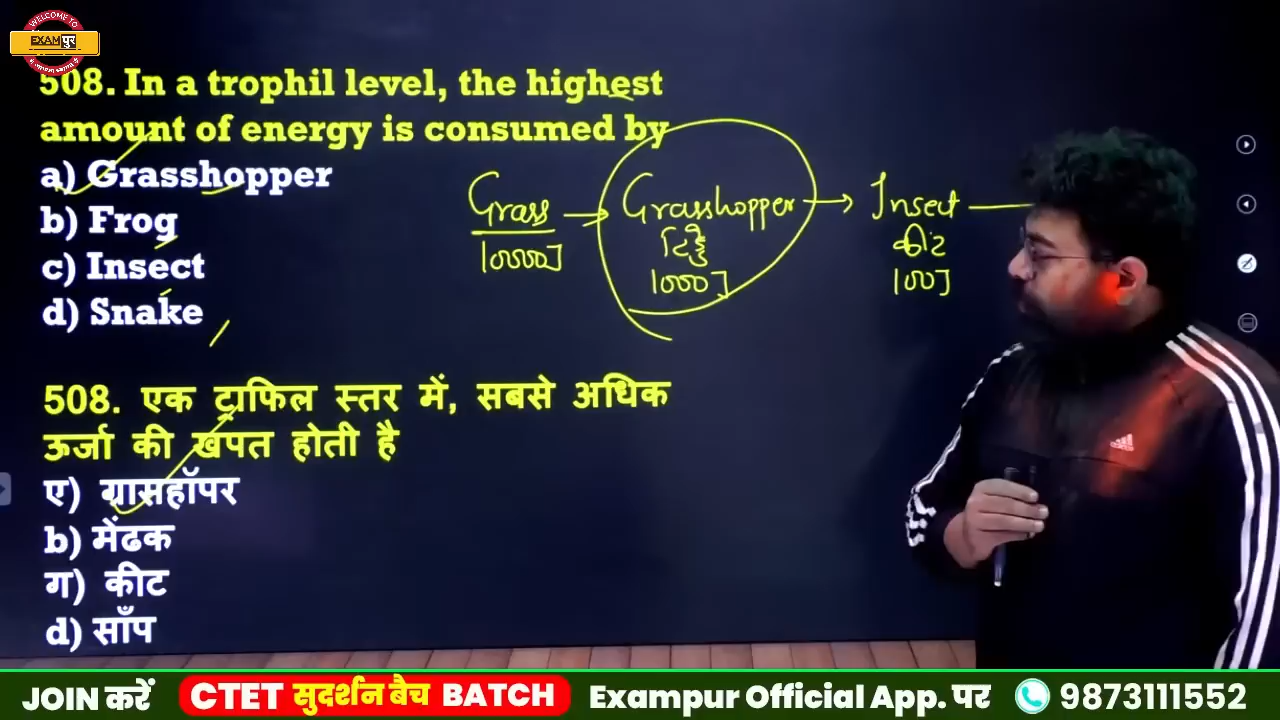 WELCOME TO
EXAMपुर
508. In a trophil level, the highest
amount of energy is consumed by
a) Grasshopper
b) Frog
c) Insect
d) Snake
Grass → Grasshopper → Insect
कीट
10000J
1000J
100J
508. एक ट्राफिल स्तर में, सबसे अधिक
ऊर्जा की खपत होती है
ए) ग्रासहॉपर
b) मेंढक
ग) कीट
d) साँप
JOIN करें CTET सुदर्शन बैच BATCH Exampur Official App. पर 9873111552